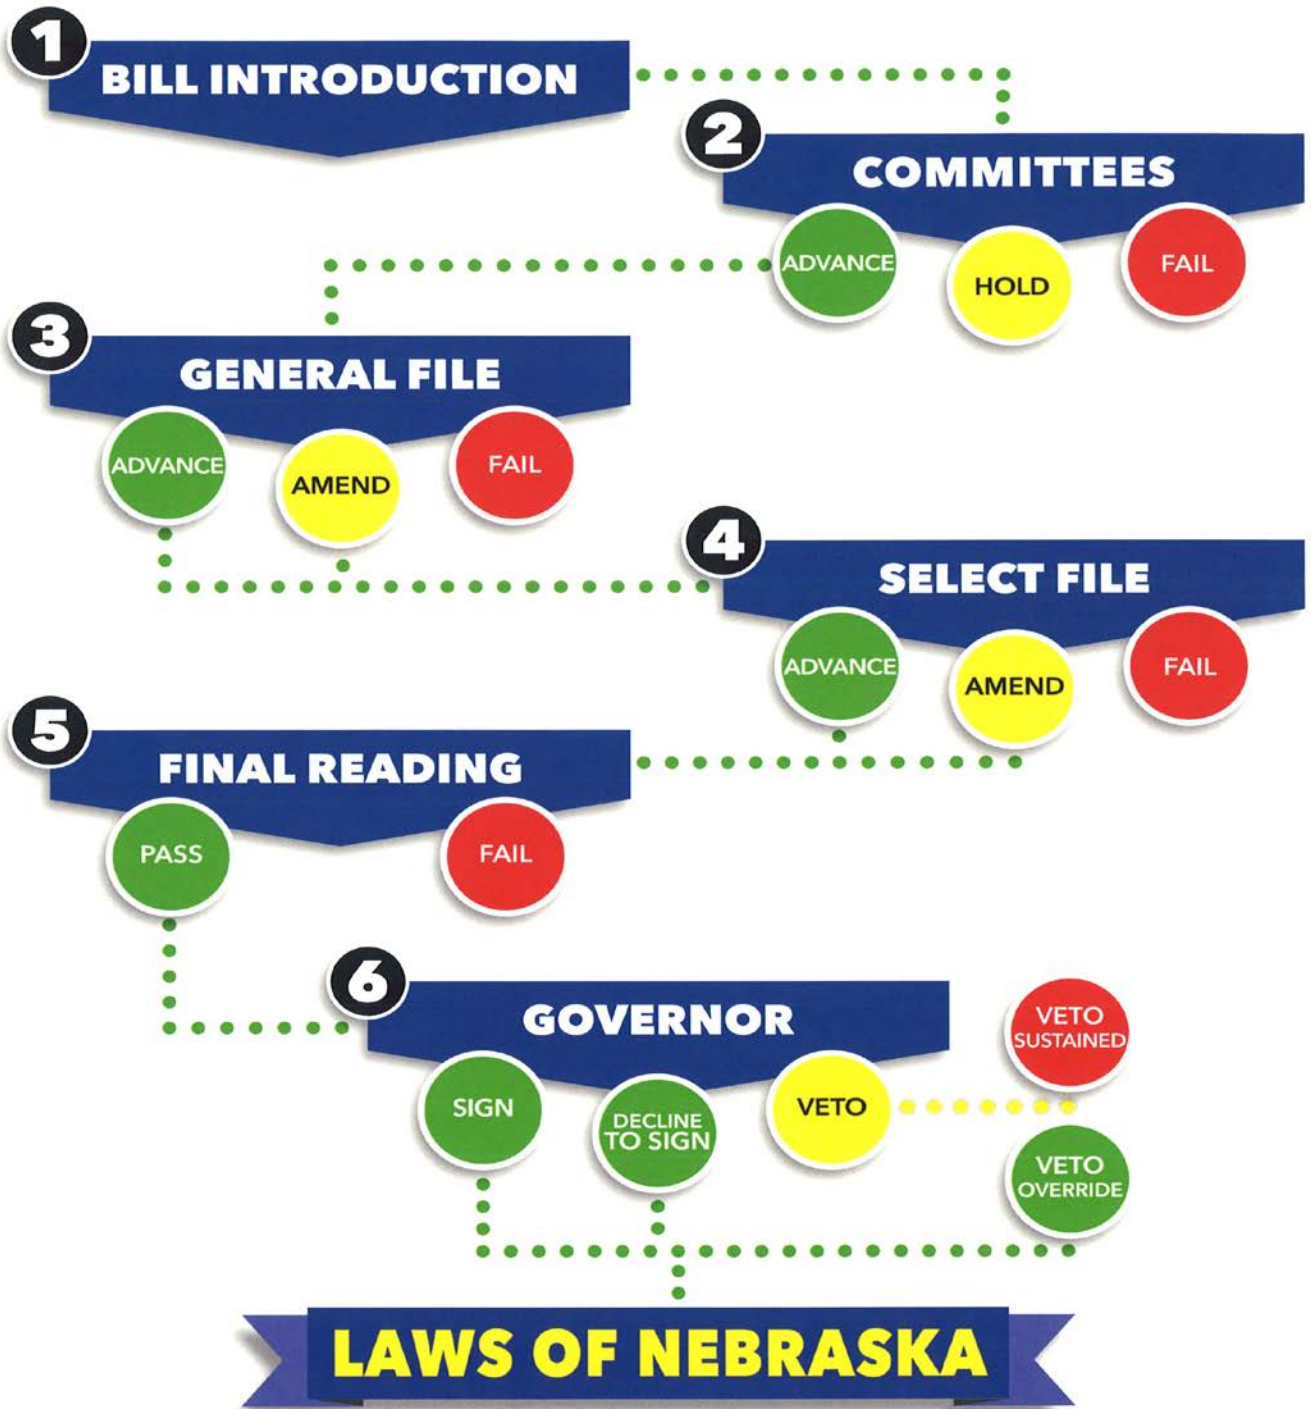 1
BILL INTRODUCTION
2
COMMITTEES
ADVANCE
HOLD
FAIL
3
GENERAL FILE
ADVANCE
AMEND
FAIL
4
SELECT FILE
ADVANCE
AMEND
FAIL
5
FINAL READING
PASS
FAIL
6
GOVERNOR
SIGN
DECLINE
TO SIGN
VETO
VETO
SUSTAINED
VETO
OVERRIDE
LAWS OF NEBRASKA